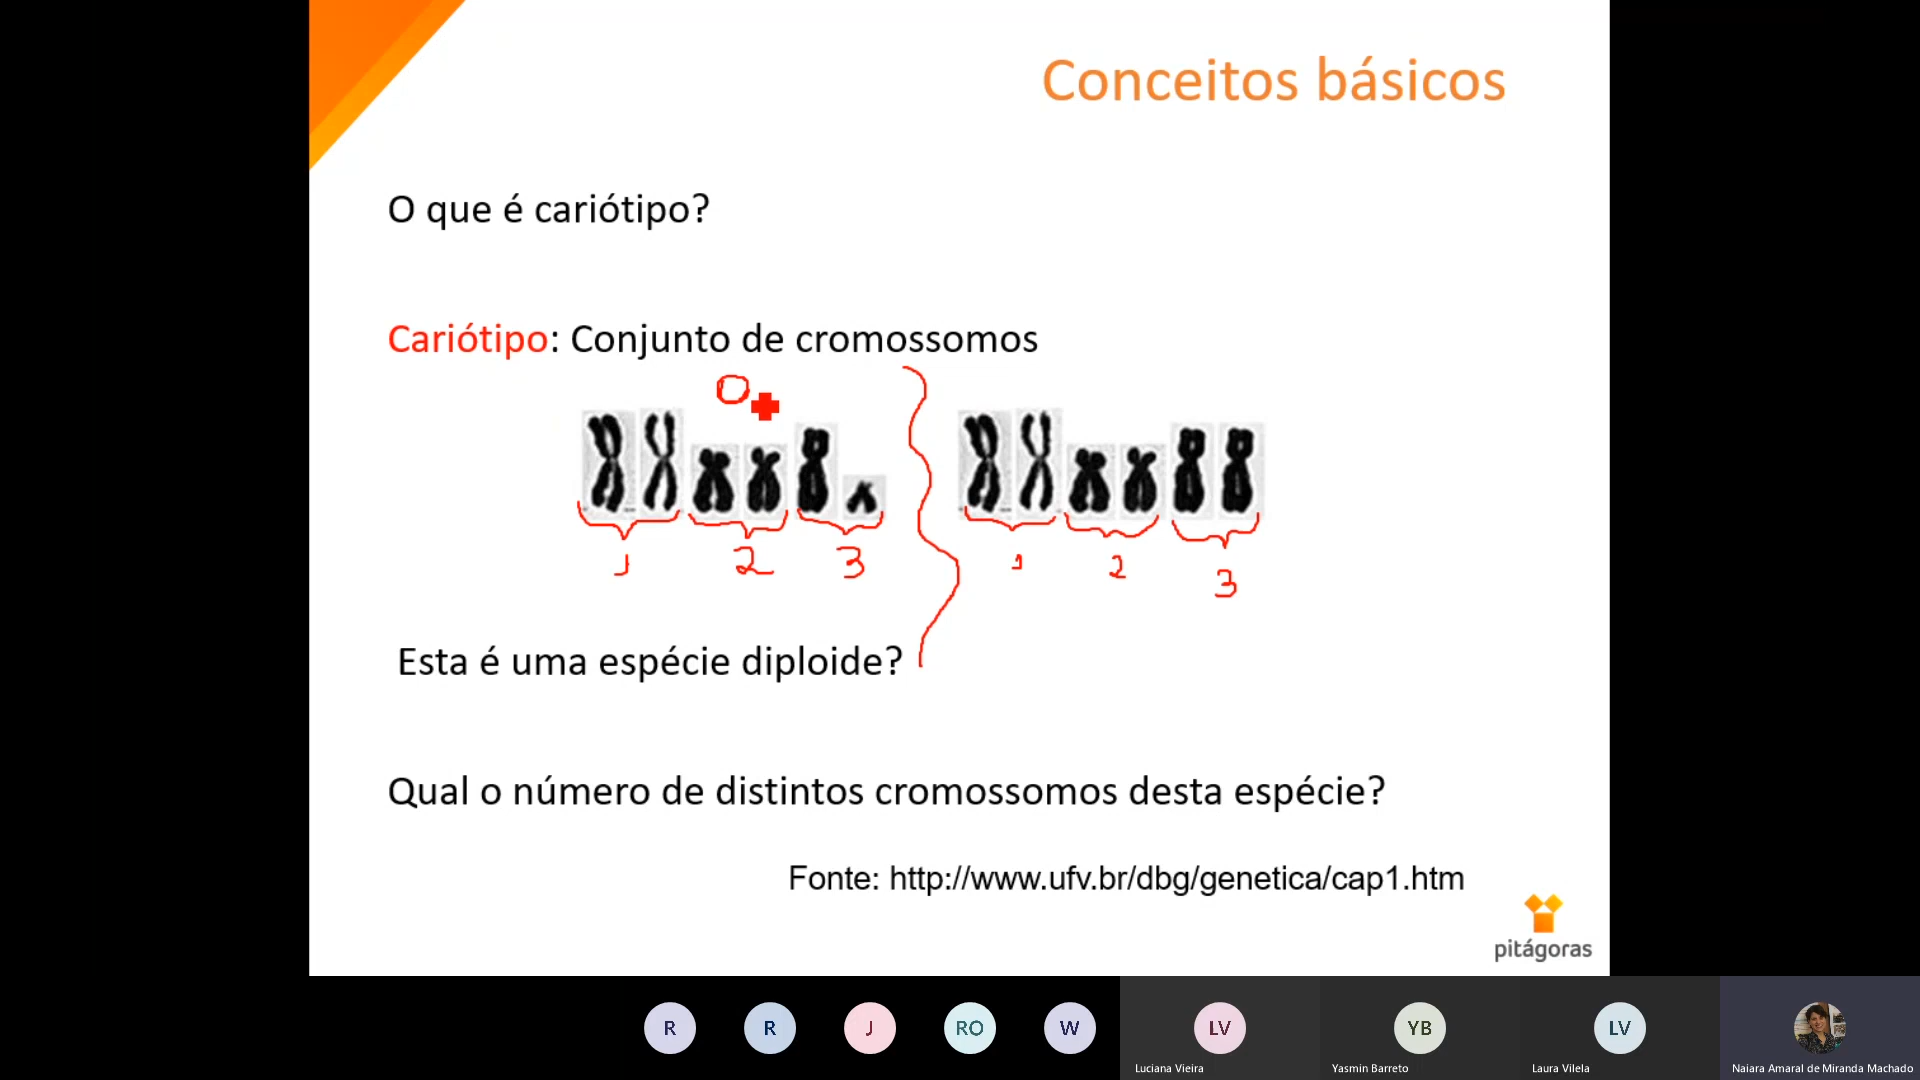 Conceitos básicos
O que é cariótipo?
Cariótipo: Conjunto de cromossomos
1 2 3 1 2 3
Esta é uma espécie diploide?
Qual o número de distintos cromossomos desta espécie?
Fonte: http://www.ufv.br/dbg/genetica/cap1.htm
pitágoras
R R J RO W LV YB LV
Luciana Vieira Yasmin Barreto Laura Vilela Naiara Amaral de Miranda Machado